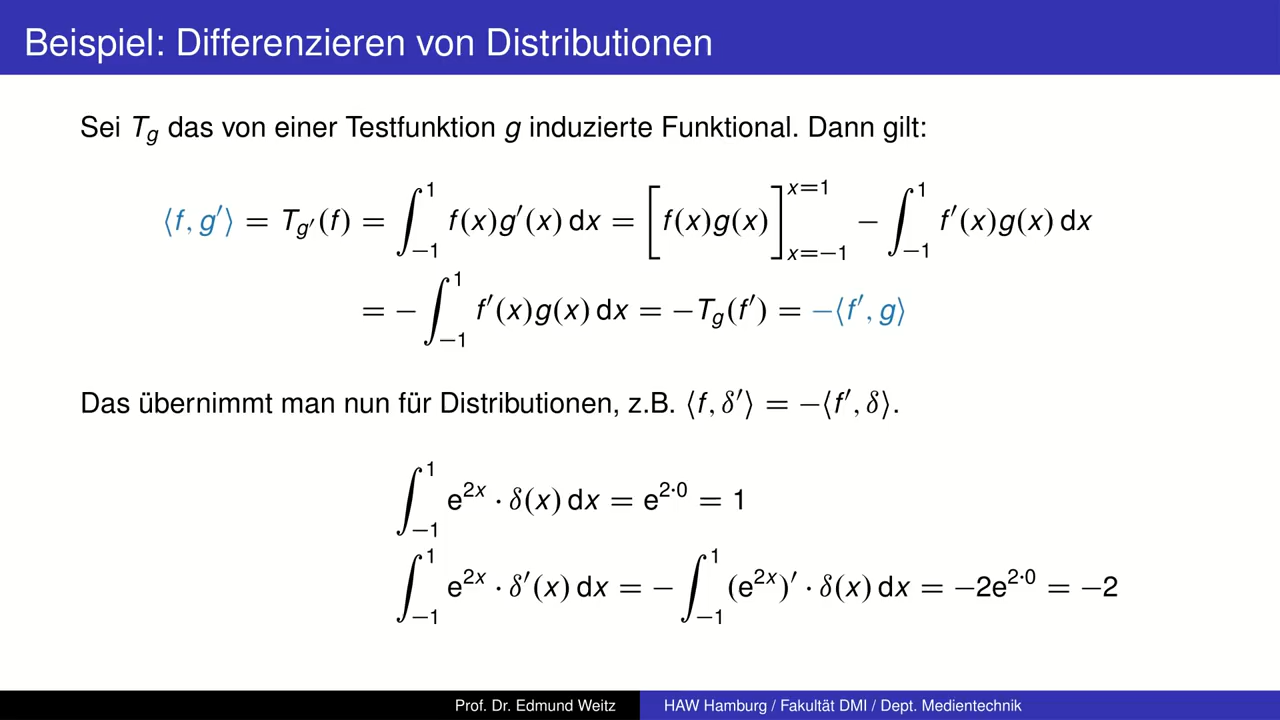 Beispiel: Differenzieren von Distributionen
Sei T_g das von einer Testfunktion g induzierte Funktional. Dann gilt:
⟨f, g′⟩ = T_{g′}(f) = ∫_{−1}^{1} f(x)g′(x) dx = [f(x)g(x)]_{x=−1}^{x=1} − ∫_{−1}^{1} f′(x)g(x) dx
= − ∫_{−1}^{1} f′(x)g(x) dx = −T_g(f′) = −⟨f′, g⟩
Das übernimmt man nun für Distributionen, z.B. ⟨f, δ′⟩ = −⟨f′, δ⟩.
∫_{−1}^{1} e^{2x} · δ(x) dx = e^{2·0} = 1
∫_{−1}^{1} e^{2x} · δ′(x) dx = − ∫_{−1}^{1} (e^{2x})′ · δ(x) dx = −2e^{2·0} = −2
Prof. Dr. Edmund Weitz HAW Hamburg / Fakultät DMI / Dept. Medientechnik